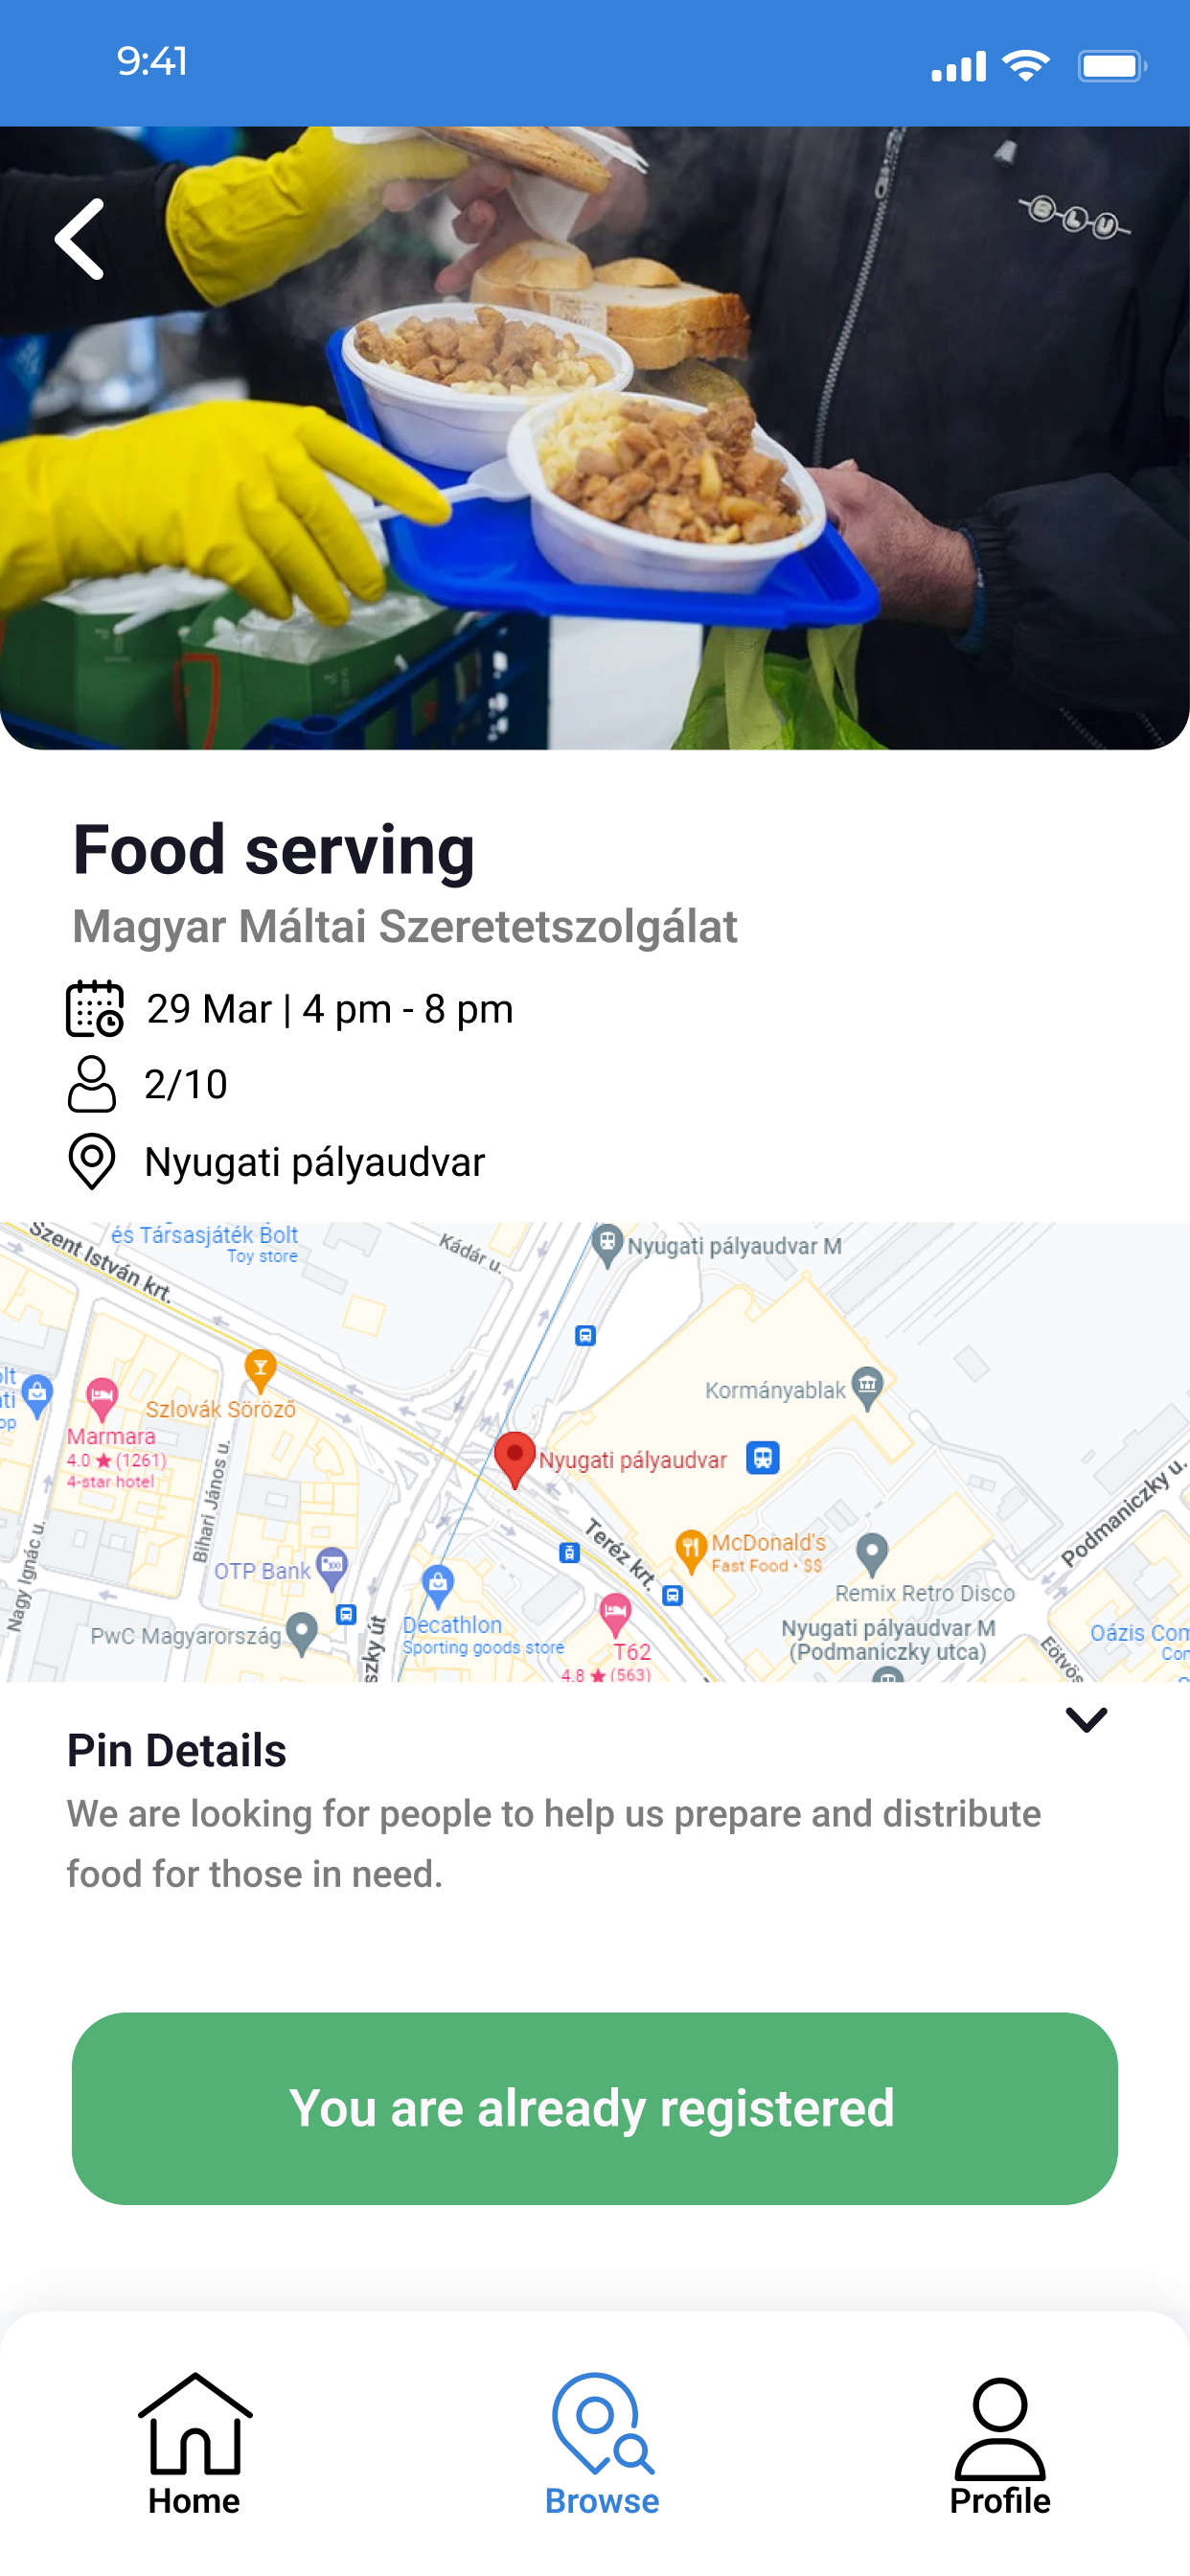 9:41
SLU
Food serving
Magyar Máltai Szeretetszolgálat
29 Mar | 4 pm - 8 pm
2/10
Nyugati pályaudvar
Szent István krt.
és Társasjáték Bolt
Toy store
Kádár u.
Nyugati pályaudvar M
Kormányablak
Szlovák Söröző
Marmara
4.0 ★ (1261)
4-star hotel
Bihari János u.
Nagy Ignác u.
Nyugati pályaudvar
Podmaniczky u.
Teréz krt.
McDonald's
Fast Food • $$
OTP Bank
Remix Retro Disco
Decathlon
Sporting goods store
PwC Magyarország
szky út
T62
4.8 ★ (563)
Nyugati pályaudvar M
(Podmaniczky utca)
Eötvös
Oázis Com
Con
Pin Details
We are looking for people to help us prepare and distribute
food for those in need.
You are already registered
Home
Browse
Profile